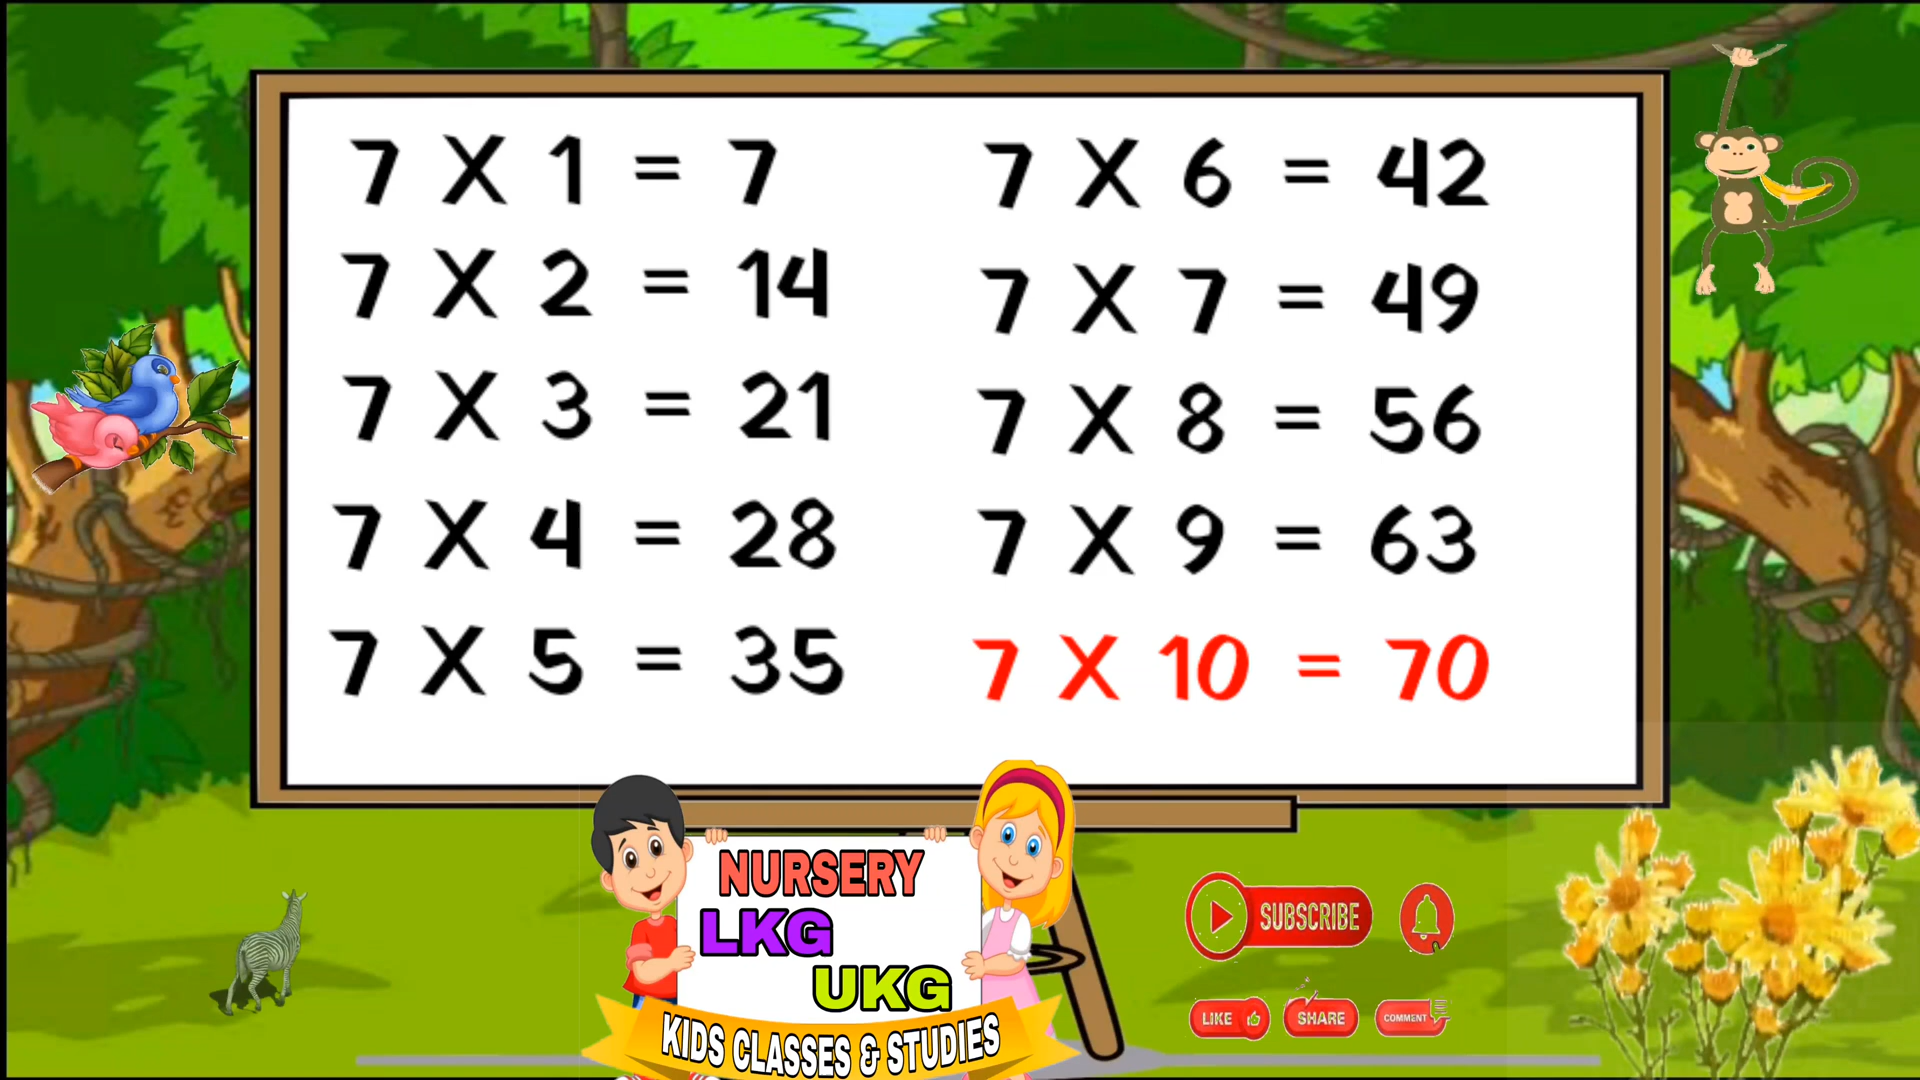 7 X 1 = 7
7 X 2 = 14
7 X 3 = 21
7 X 4 = 28
7 X 5 = 35
7 X 6 = 42
7 X 7 = 49
7 X 8 = 56
7 X 9 = 63
7 X 10 = 70
NURSERY
LKG
UKG
KIDS CLASSES & STUDIES
SUBSCRIBE
LIKE
SHARE
COMMENT